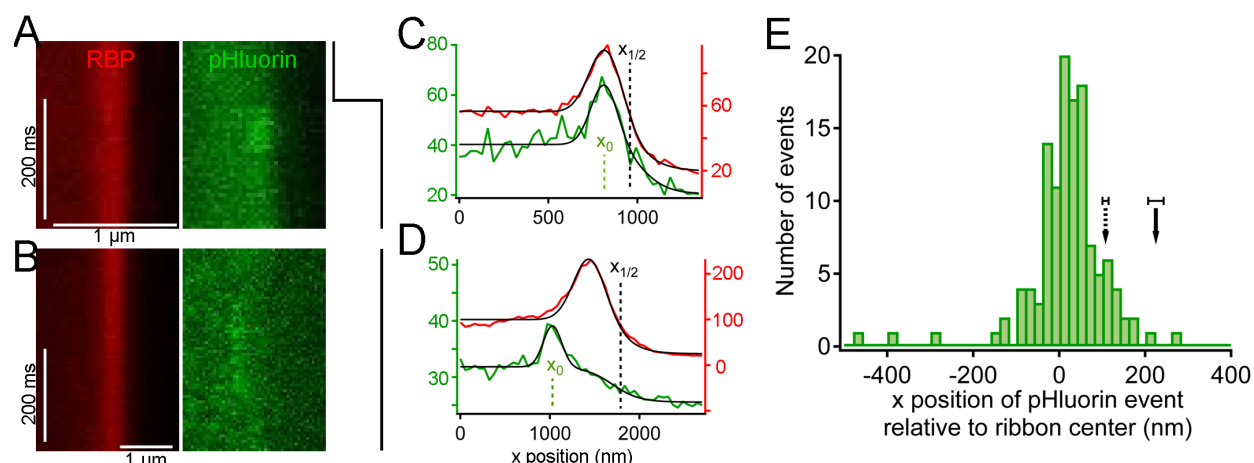 A
RBP
pHluorin
200 ms
1 µm
B
200 ms
1 µm
C
80
60
40
20
x1/2
x0
60
20
0
500
1000
D
50
40
30
x1/2
x0
200
100
0
0
1000
2000
x position (nm)
E
Number of events
20
15
10
5
0
-400
-200
0
200
400
x position of pHluorin event
relative to ribbon center (nm)